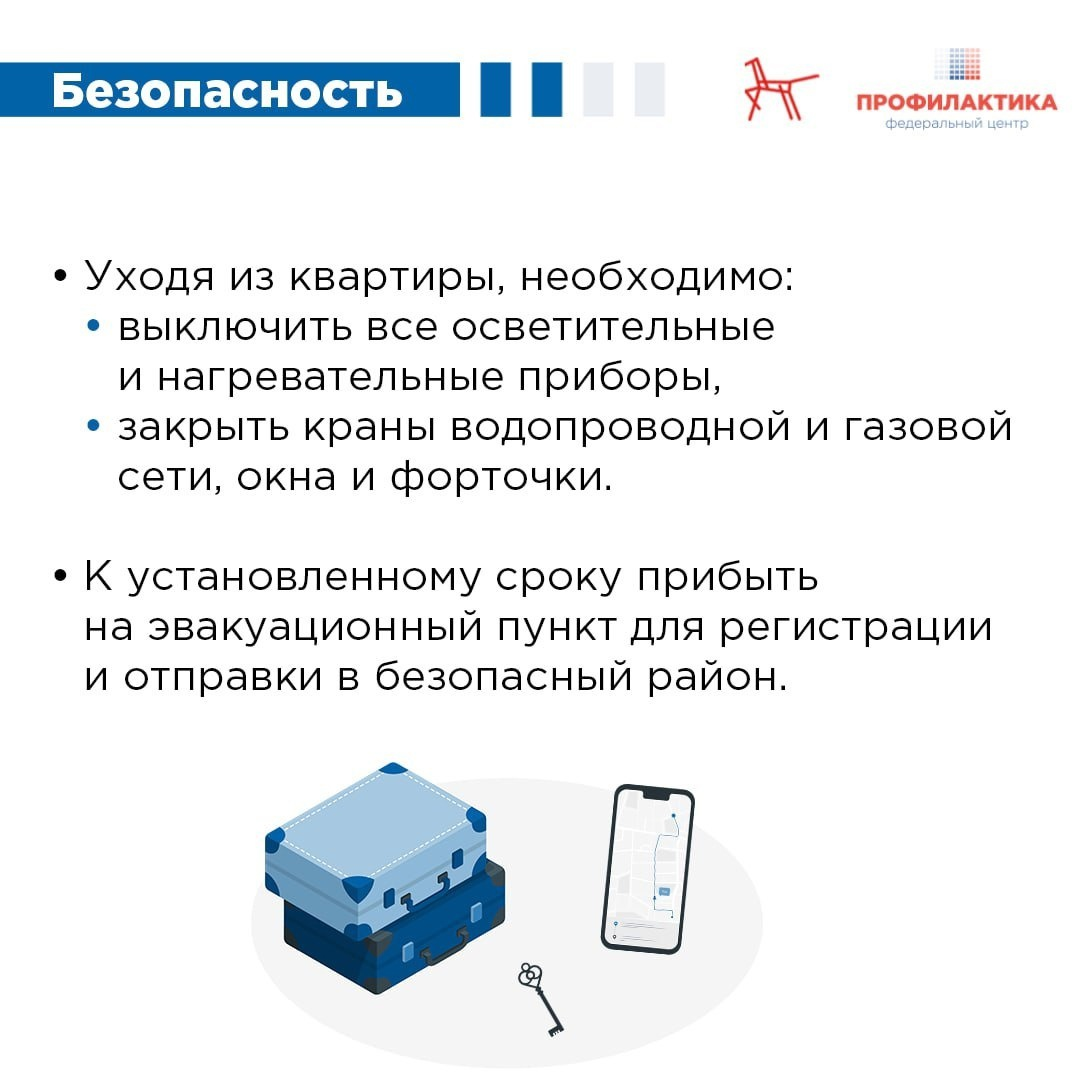 Безопасность
ПРОФИЛАКТИКА
федеральный центр
• Уходя из квартиры, необходимо:
• выключить все осветительные
и нагревательные приборы,
• закрыть краны водопроводной и газовой
сети, окна и форточки.
• К установленному сроку прибыть
на эвакуационный пункт для регистрации
и отправки в безопасный район.